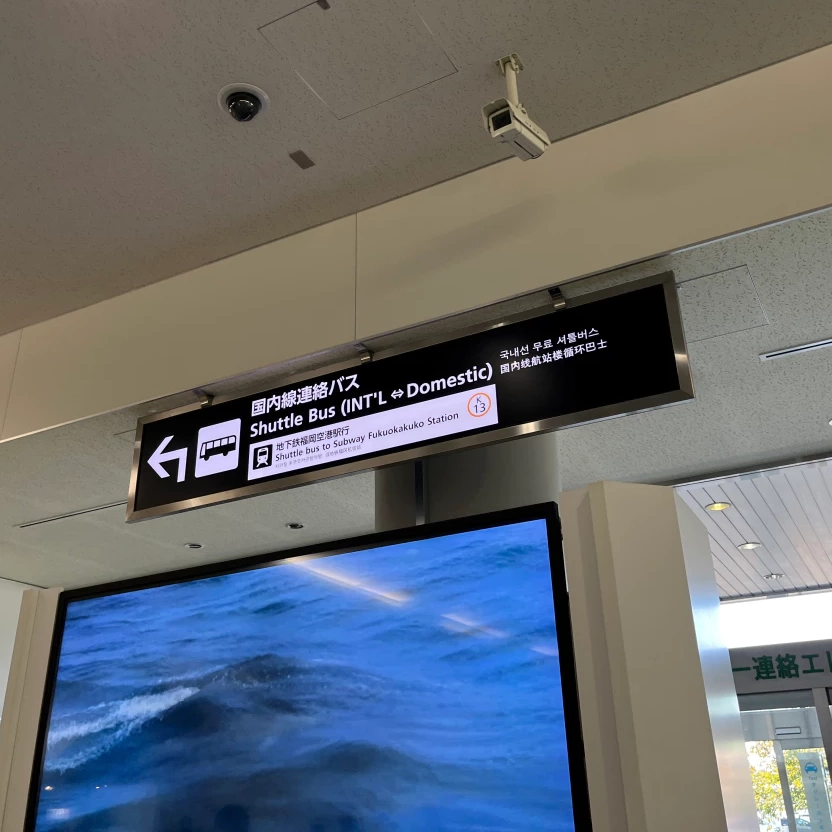 国内線連絡バス
Shuttle Bus (INT'L ⇔ Domestic)
국내선 무료 셔틀버스
国内线航站楼循环巴士
地下鉄福岡空港駅行
Shuttle bus to Subway Fukuokakuko Station
K
13
連絡